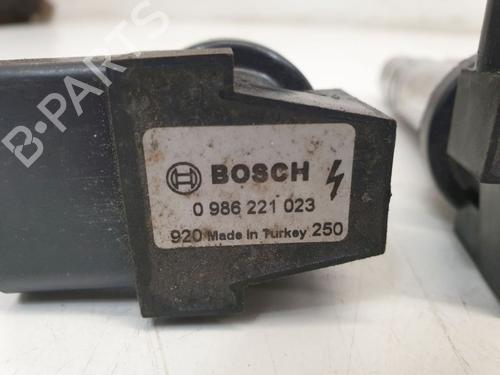 B-PARTS
BOSCH
0 986 221 023
920 Made in Turkey 250